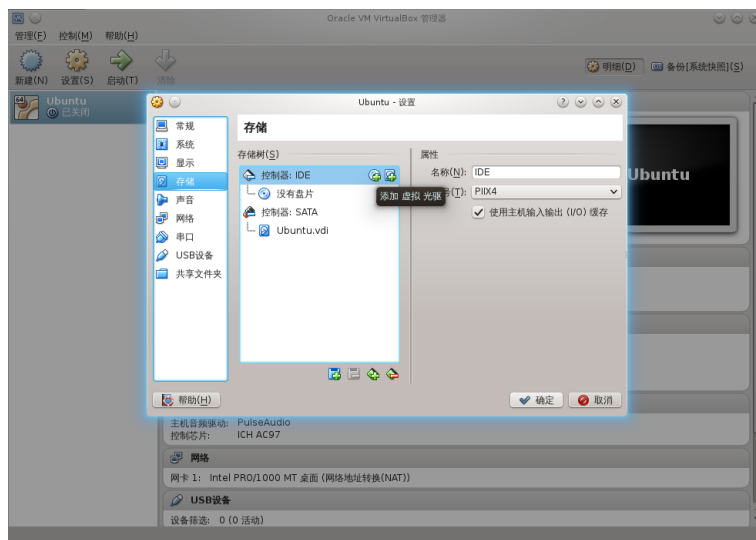 Oracle VM VirtualBox 管理器
管理(F) 控制(M) 帮助(H)
新建(N) 设置(S) 启动(T) 清除
明细(D) 备份[系统快照](S)
64
Ubuntu
已关闭
Ubuntu
Ubuntu - 设置
常规
系统
显示
存储
声音
网络
串口
USB设备
共享文件夹
存储
存储树(S)
控制器: IDE
没有盘片
控制器: SATA
Ubuntu.vdi
添加 虚拟 光驱
属性
名称(N): IDE
(T): PIIX4
使用主机输入输出 (I/O) 缓存
帮助(H) 确定 取消
主机音频驱动: PulseAudio
控制芯片: ICH AC97
网络
网卡 1: Intel PRO/1000 MT 桌面 (网络地址转换(NAT))
USB设备
设备筛选: 0 (0 活动)